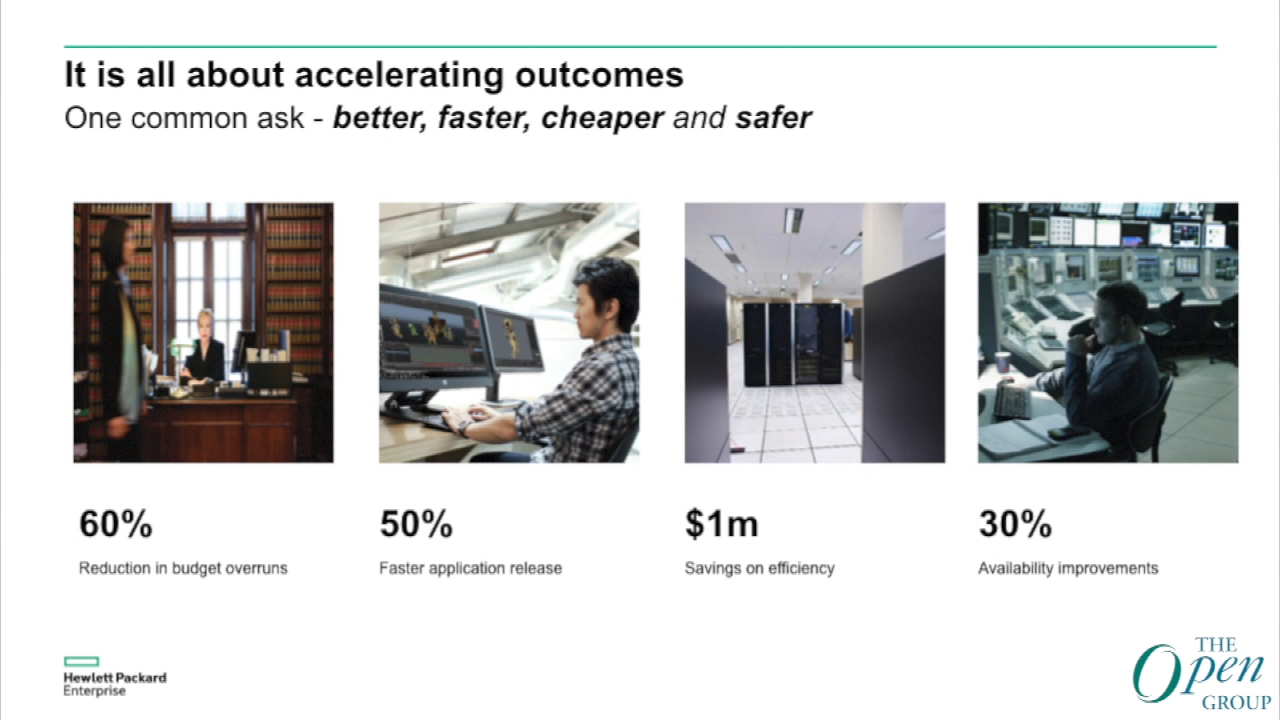 It is all about accelerating outcomes
One common ask - better, faster, cheaper and safer
60%
Reduction in budget overruns
50%
Faster application release
$1m
Savings on efficiency
30%
Availability improvements
Hewlett Packard
Enterprise
THE
Open
GROUP